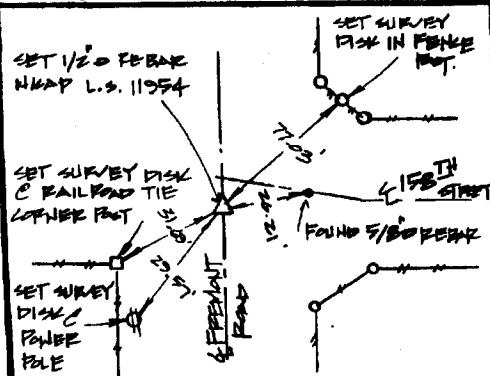 SET 1/2"Ø REBAR
W/CAP L.S. 11954
SET SURVEY
DISK IN FENCE
POST.
77.03'
SET SURVEY DISK
@ RAILROAD TIE
CORNER POST
℄ 158TH
STREET
FOUND 5/8"Ø REBAR
SET SURVEY
DISK @
POWER
POLE
℄ FREMONT
ROAD